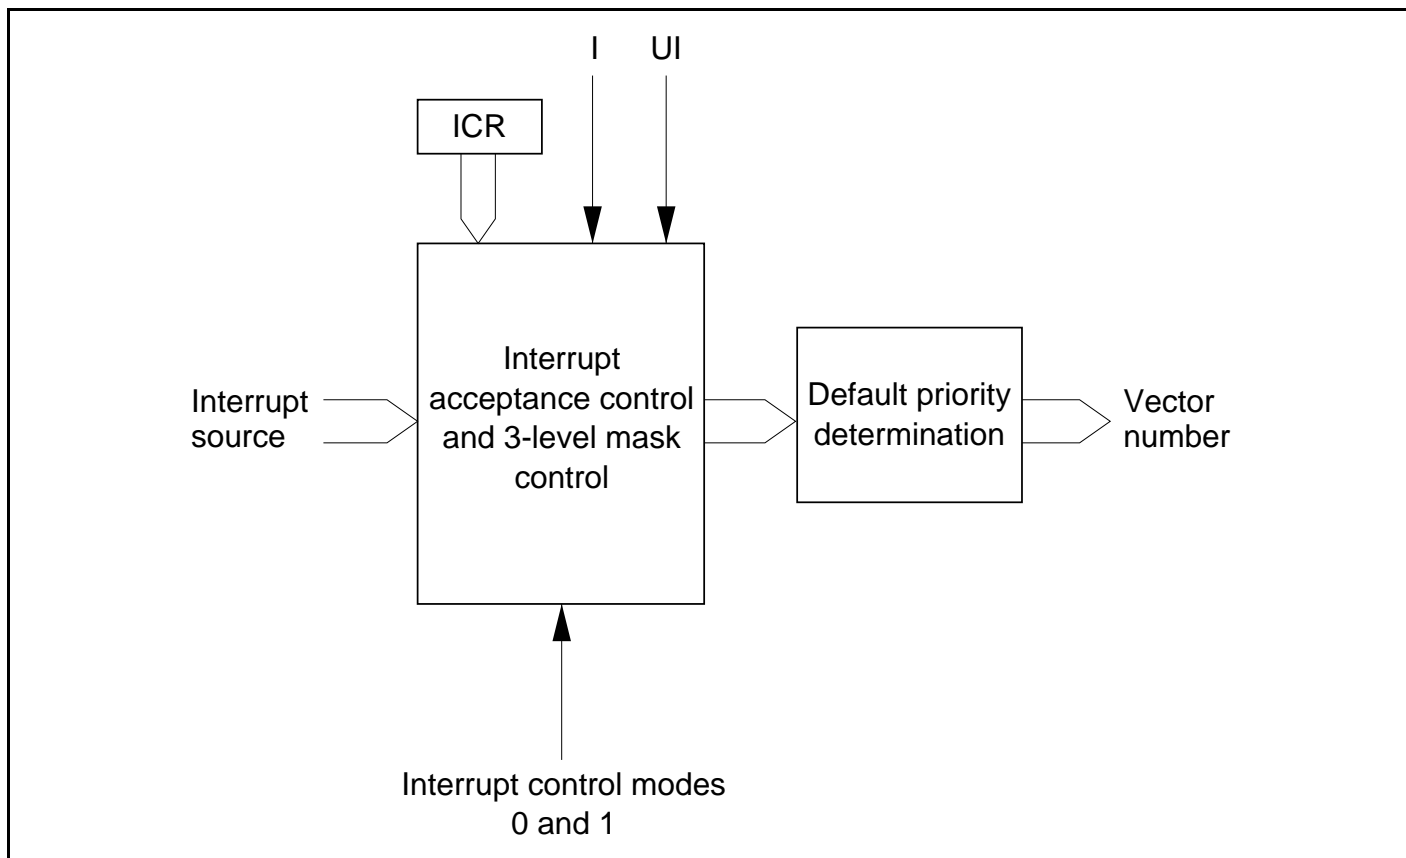 I UI
ICR
Interrupt
acceptance control
and 3-level mask
control
Interrupt
source
Default priority
determination
Vector
number
Interrupt control modes
0 and 1